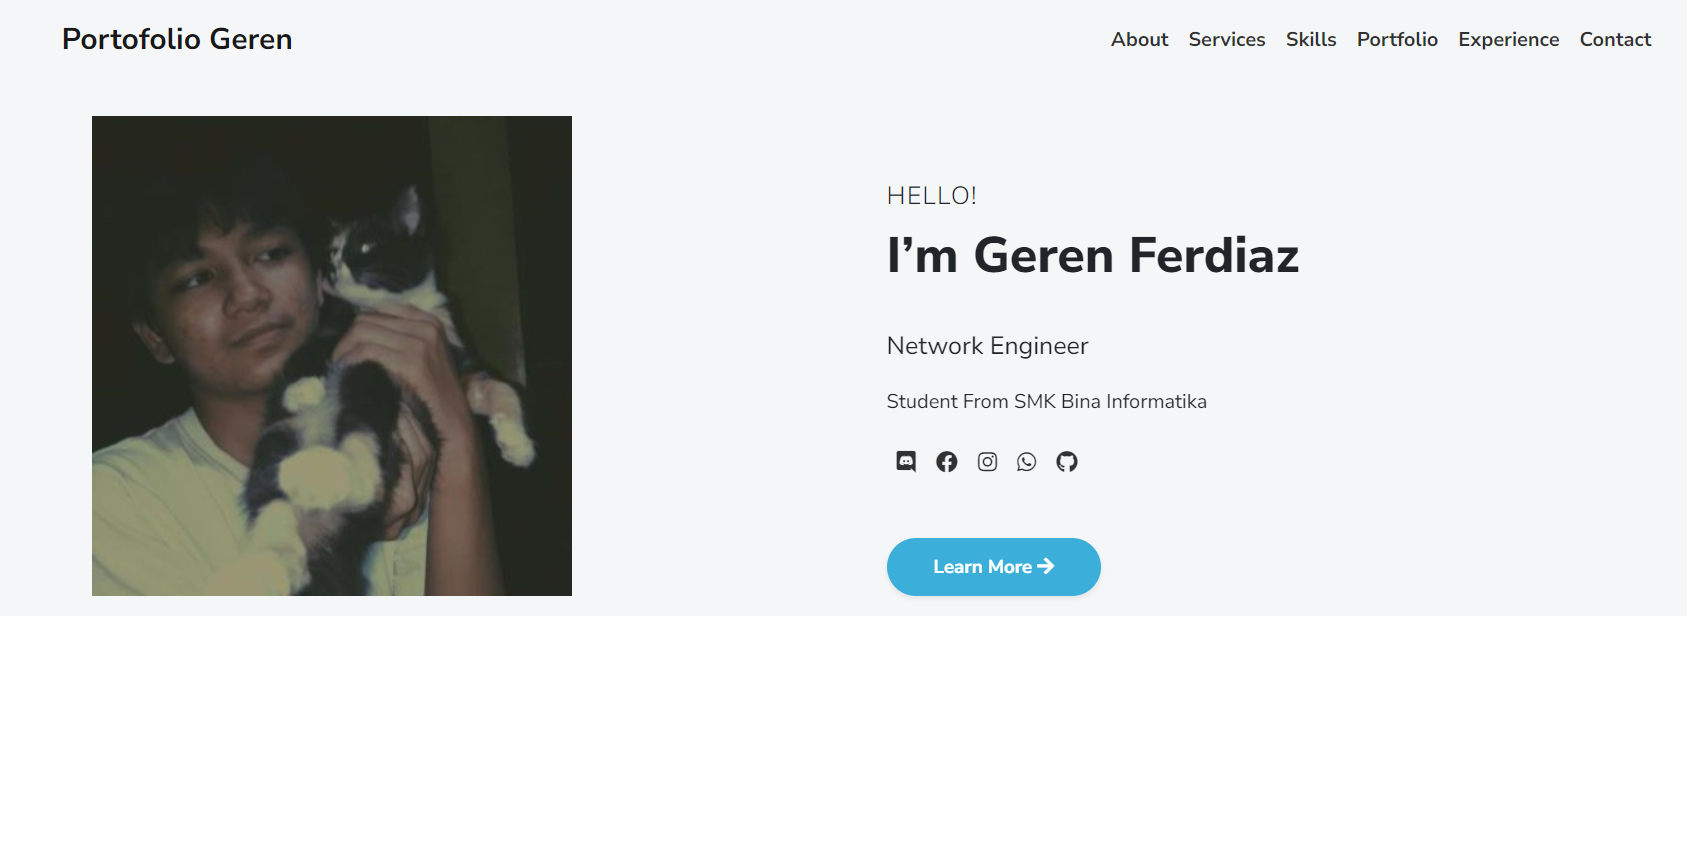 Portofolio Geren
About Services Skills Portfolio Experience Contact
HELLO!
I’m Geren Ferdiaz
Network Engineer
Student From SMK Bina Informatika
Learn More